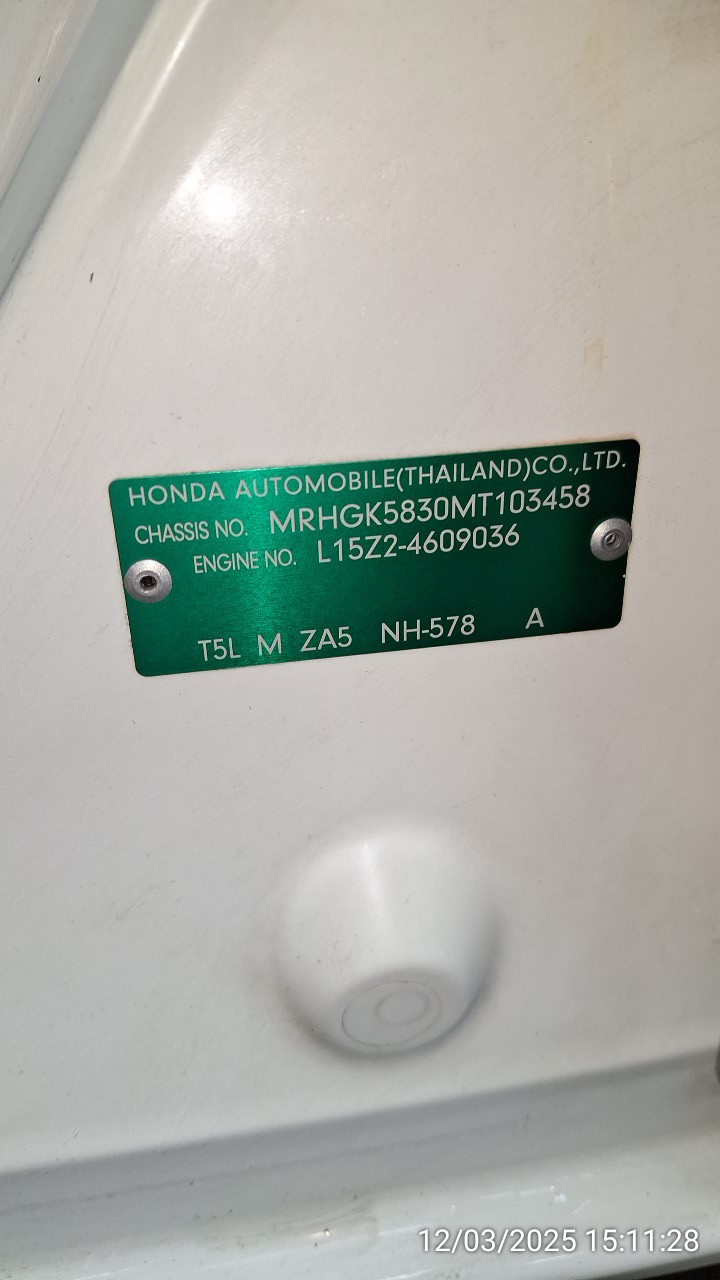 HONDA AUTOMOBILE(THAILAND)CO.,LTD.
CHASSIS NO. MRHGK5830MT103458
ENGINE NO. L15Z2-4609036
T5L M ZA5 NH-578 A
12/03/2025 15:11:28